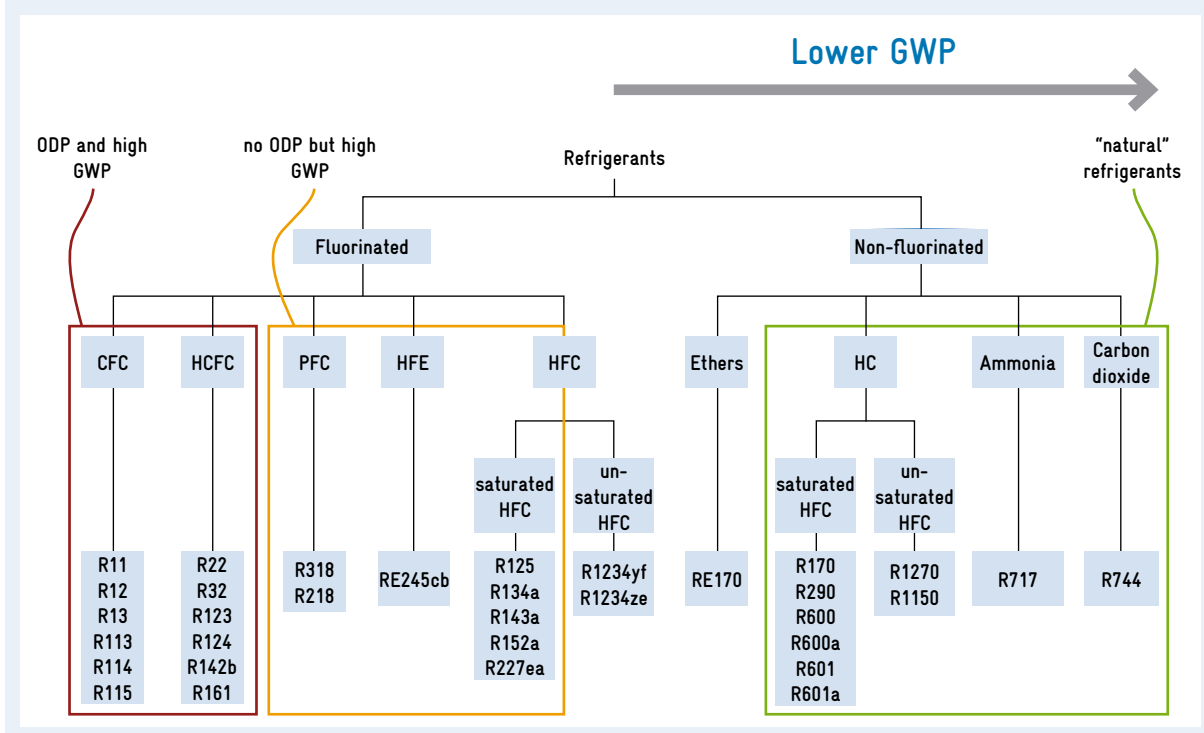 Lower GWP
ODP and high
GWP
no ODP but high
GWP
Refrigerants
"natural"
refrigerants
Fluorinated
Non-fluorinated
CFC
HCFC
PFC
HFE
HFC
Ethers
HC
Ammonia
Carbon
dioxide
saturated
HFC
un-
saturated
HFC
saturated
HFC
un-
saturated
HFC
R11
R12
R13
R113
R114
R115
R22
R32
R123
R124
R142b
R161
R318
R218
RE245cb
R125
R134a
R143a
R152a
R227ea
R1234yf
R1234ze
RE170
R170
R290
R600
R600a
R601
R601a
R1270
R1150
R717
R744